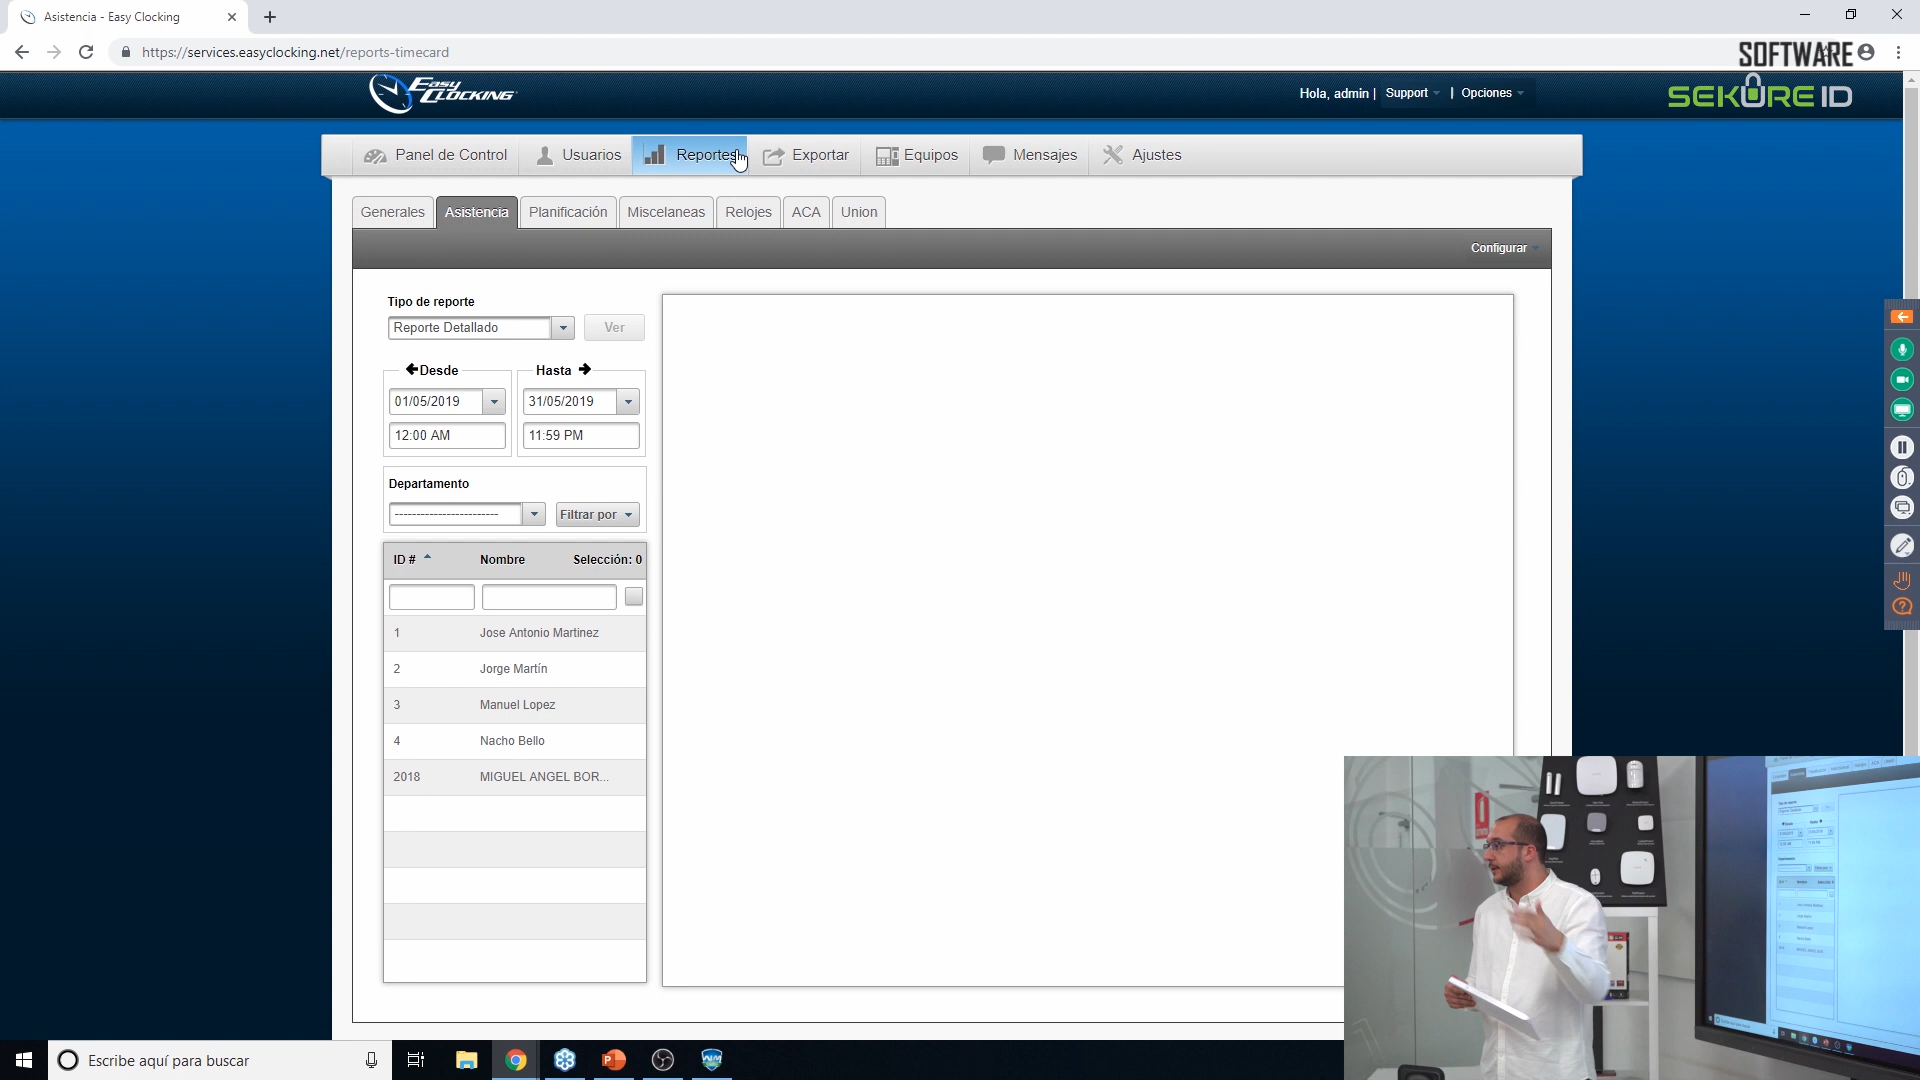 Asistencia - Easy Clocking
https://services.easyclocking.net/reports-timecard
SOFTWARE
EASY CLOCKING
Hola, admin | Support | Opciones
SEKUREID
Panel de Control Usuarios Reportes Exportar Equipos Mensajes Ajustes
Generales Asistencia Planificación Miscelaneas Relojes ACA Union
Configurar
Tipo de reporte
Reporte Detallado Ver
Desde Hasta
01/05/2019 31/05/2019
12:00 AM 11:59 PM
Departamento
------------------------ Filtrar por
ID # Nombre Selección: 0
1 Jose Antonio Martinez
2 Jorge Martín
3 Manuel Lopez
4 Nacho Bello
2018 MIGUEL ANGEL BOR...
Escribe aquí para buscar